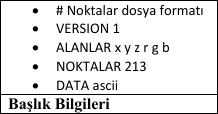 • # Noktalar dosya formatı
• VERSION 1
• ALANLAR x y z r g b
• NOKTALAR 213
• DATA ascii
Başlık Bilgileri